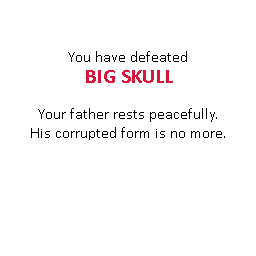 You have defeated
BIG SKULL
Your father rests peacefully.
His corrupted form is no more.